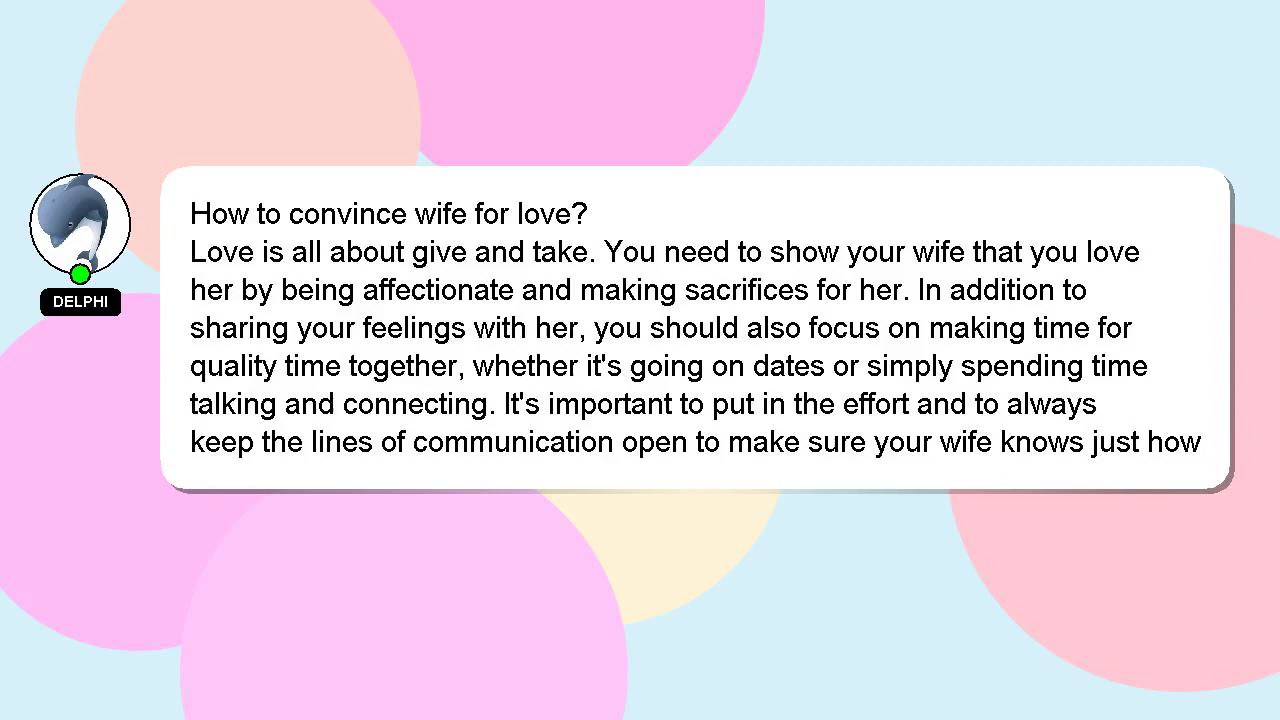 How to convince wife for love?
Love is all about give and take. You need to show your wife that you love
her by being affectionate and making sacrifices for her. In addition to
sharing your feelings with her, you should also focus on making time for
quality time together, whether it's going on dates or simply spending time
talking and connecting. It's important to put in the effort and to always
keep the lines of communication open to make sure your wife knows just how
DELPHI